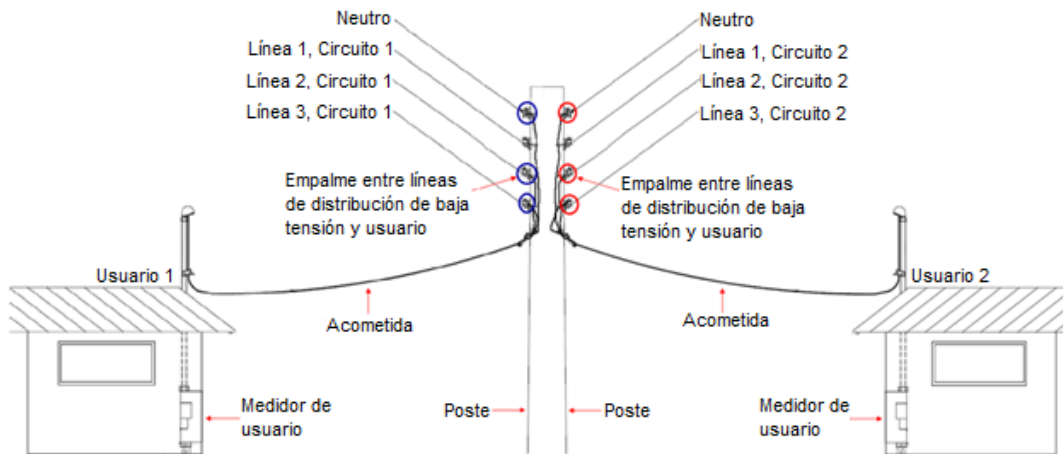 Neutro
Línea 1, Circuito 1
Línea 2, Circuito 1
Línea 3, Circuito 1
Neutro
Línea 1, Circuito 2
Línea 2, Circuito 2
Línea 3, Circuito 2
Empalme entre líneas
de distribución de baja
tensión y usuario
Empalme entre líneas
de distribución de baja
tensión y usuario
Usuario 1
Usuario 2
Acometida
Acometida
Medidor de
usuario
Poste
Poste
Medidor de
usuario